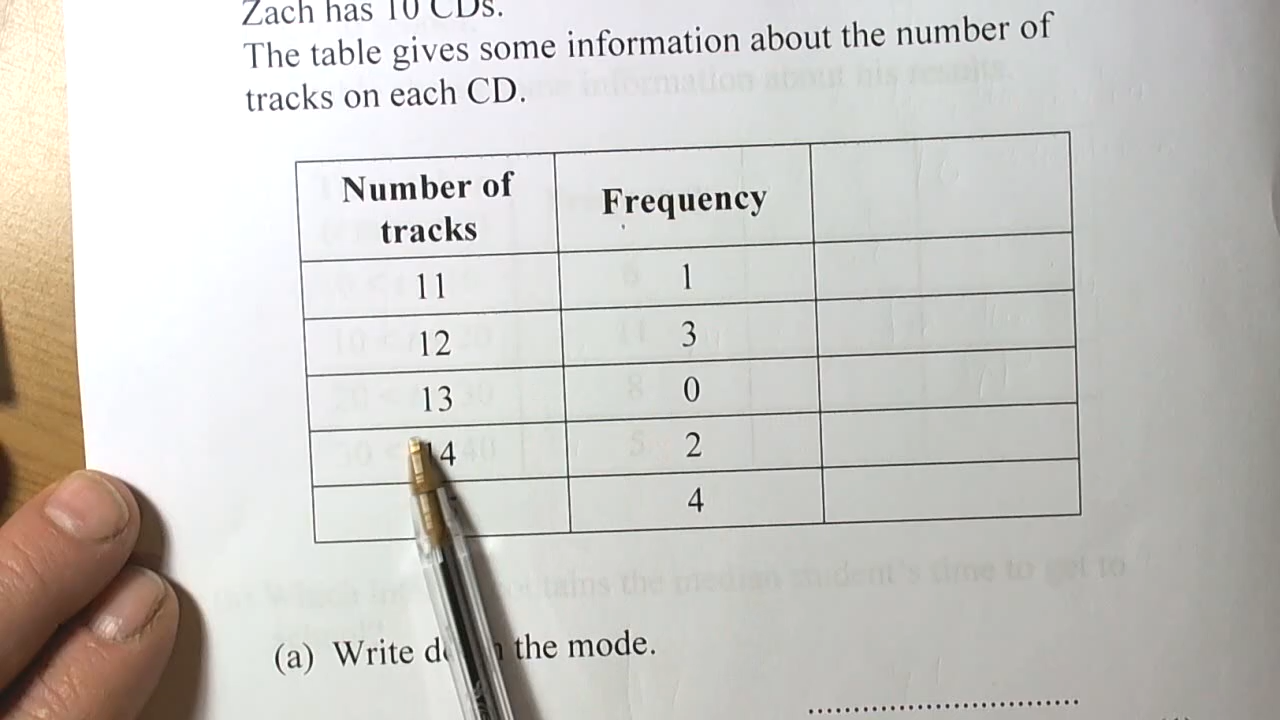 Zach has 10 CDs.
The table gives some information about the number of
tracks on each CD.
Number of
tracks
Frequency
11 1
12 3
13 0
14 2
4
(a) Write the mode.